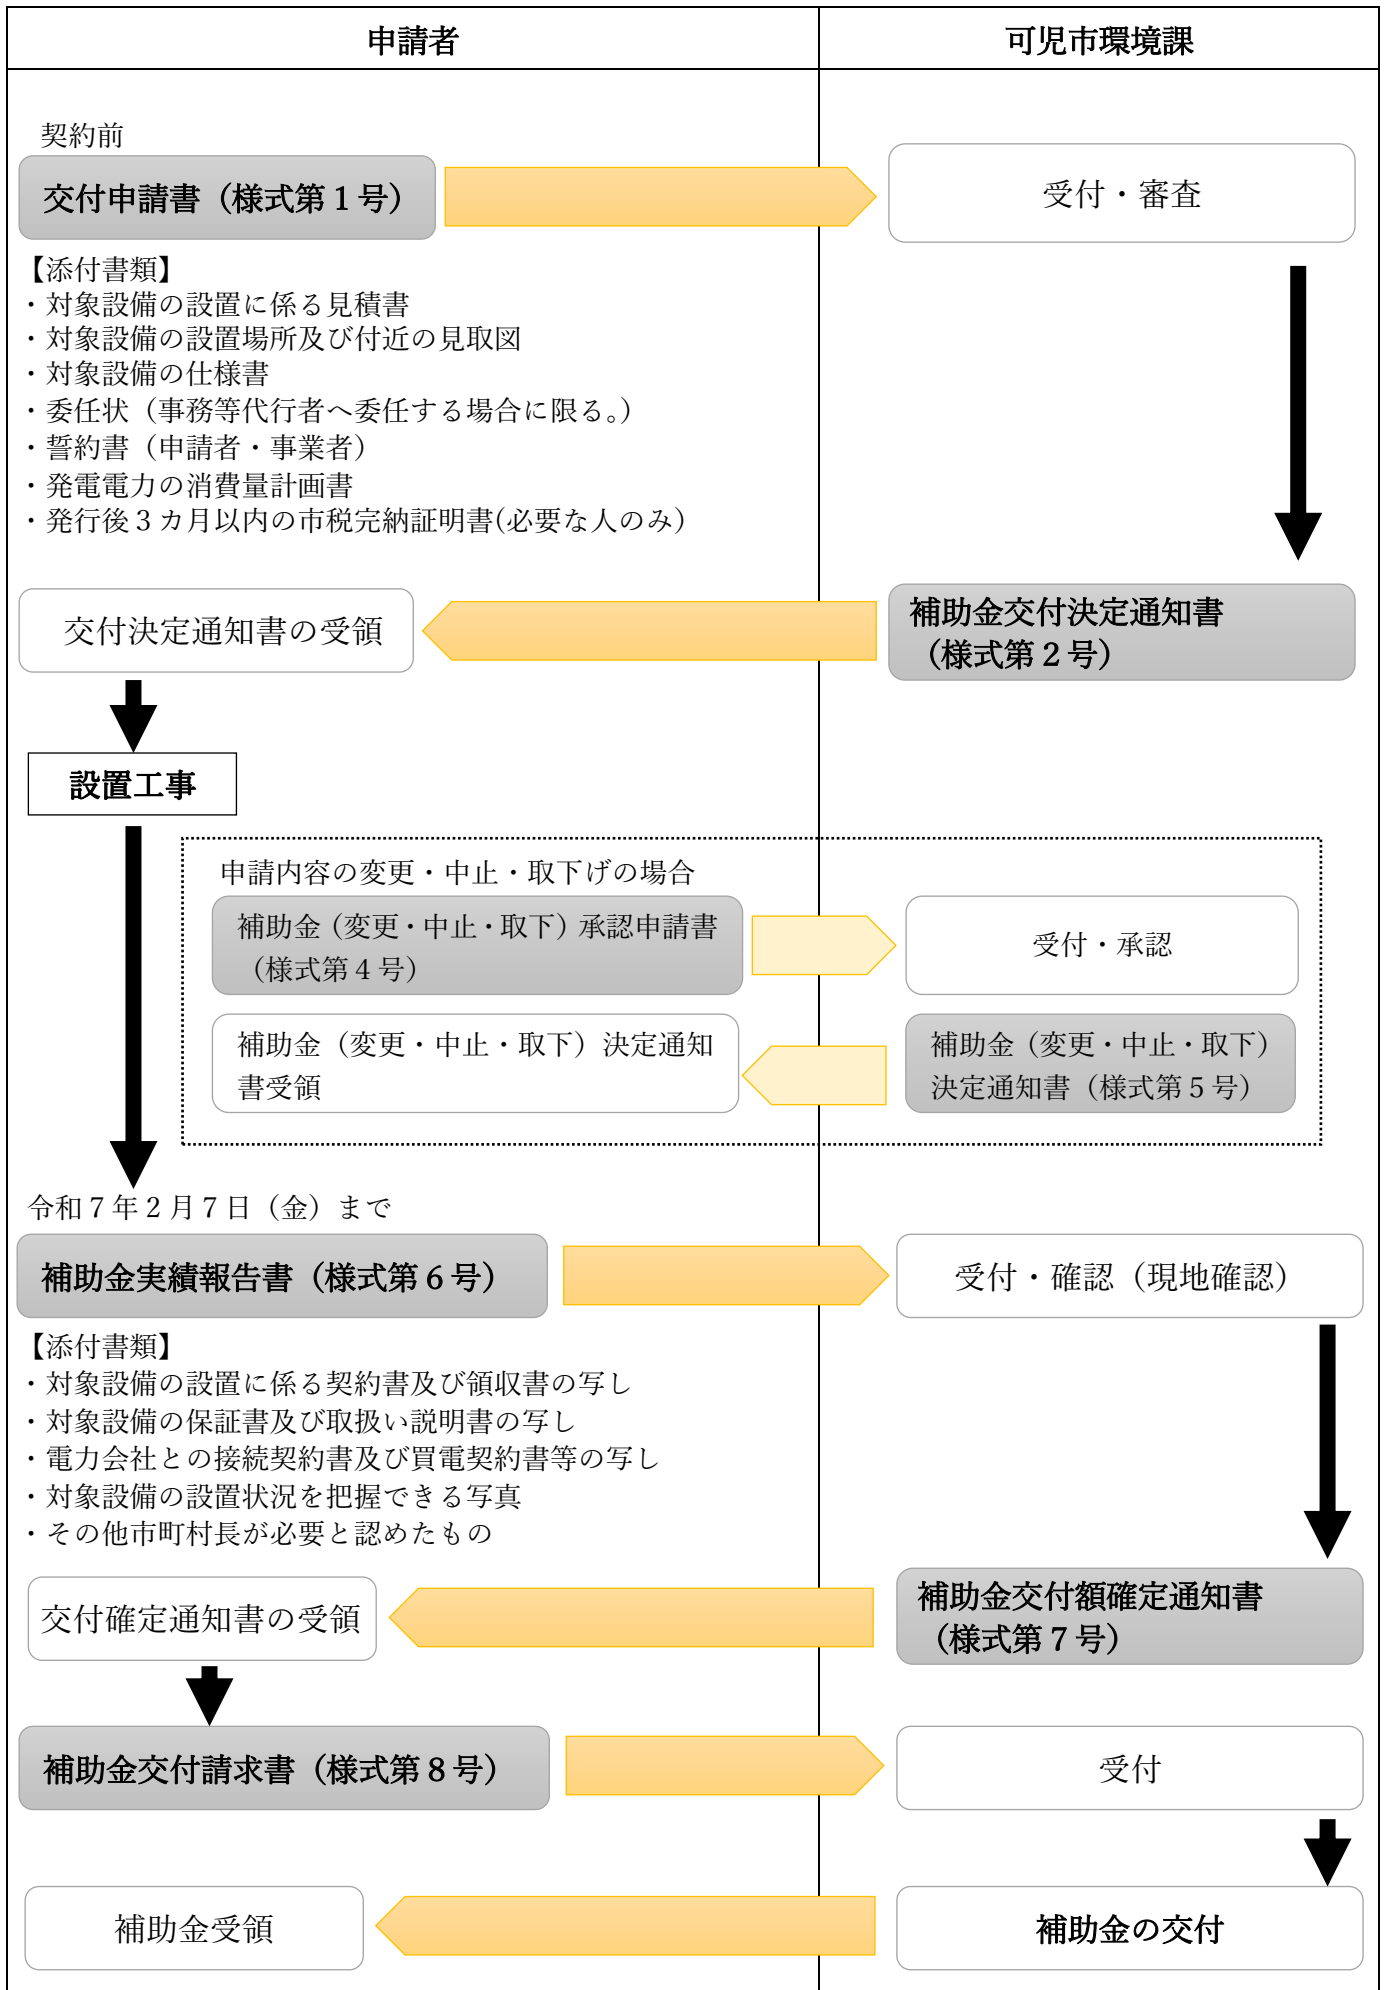 申請者
可児市環境課
契約前
交付申請書（様式第１号）
受付・審査
【添付書類】
・対象設備の設置に係る見積書
・対象設備の設置場所及び付近の見取図
・対象設備の仕様書
・委任状（事務等代行者へ委任する場合に限る。）
・誓約書（申請者・事業者）
・発電電力の消費量計画書
・発行後３カ月以内の市税完納証明書(必要な人のみ）
交付決定通知書の受領
補助金交付決定通知書
（様式第２号）
設置工事
申請内容の変更・中止・取下げの場合
補助金（変更・中止・取下）承認申請書
（様式第４号）
受付・承認
補助金（変更・中止・取下）決定通知
書受領
補助金（変更・中止・取下）
決定通知書（様式第５号）
令和７年２月７日（金）まで
補助金実績報告書（様式第６号）
受付・確認（現地確認）
【添付書類】
・対象設備の設置に係る契約書及び領収書の写し
・対象設備の保証書及び取扱い説明書の写し
・電力会社との接続契約書及び買電契約書等の写し
・対象設備の設置状況を把握できる写真
・その他市町村長が必要と認めたもの
交付確定通知書の受領
補助金交付額確定通知書
（様式第７号）
補助金交付請求書（様式第８号）
受付
補助金受領
補助金の交付